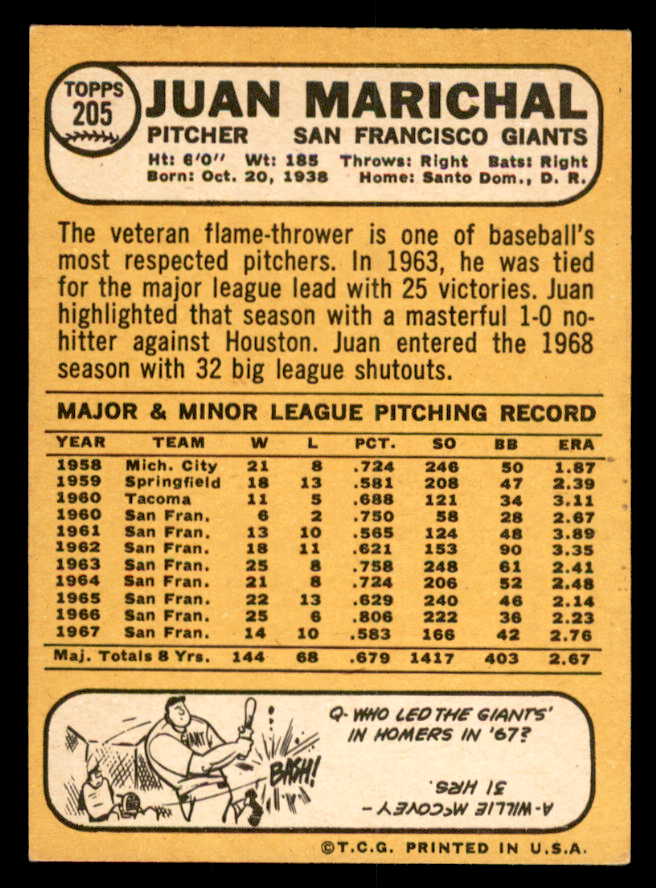 TOPPS
205
JUAN MARICHAL
PITCHER SAN FRANCISCO GIANTS
Ht: 6'0" Wt: 185 Throws: Right Bats: Right
Born: Oct. 20, 1938 Home: Santo Dom., D. R.
The veteran flame-thrower is one of baseball's
most respected pitchers. In 1963, he was tied
for the major league lead with 25 victories. Juan
highlighted that season with a masterful 1-0 no-
hitter against Houston. Juan entered the 1968
season with 32 big league shutouts.
MAJOR & MINOR LEAGUE PITCHING RECORD
YEAR TEAM W L PCT. SO BB ERA
1958 Mich. City 21 8 .724 246 50 1.87
1959 Springfield 18 13 .581 208 47 2.39
1960 Tacoma 11 5 .688 121 34 3.11
1960 San Fran. 6 2 .750 58 28 2.67
1961 San Fran. 13 10 .565 124 48 3.89
1962 San Fran. 18 11 .621 153 90 3.35
1963 San Fran. 25 8 .758 248 61 2.41
1964 San Fran. 21 8 .724 206 52 2.48
1965 San Fran. 22 13 .629 240 46 2.14
1966 San Fran. 25 6 .806 222 36 2.23
1967 San Fran. 14 10 .583 166 42 2.76
Maj. Totals 8 Yrs. 144 68 .679 1417 403 2.67
GIANTS
BASH!
Q- WHO LED THE GIANTS'
IN HOMERS IN '67?
A- WILLIE McCOVEY -
31 HRS.
©T.C.G. PRINTED IN U.S.A.